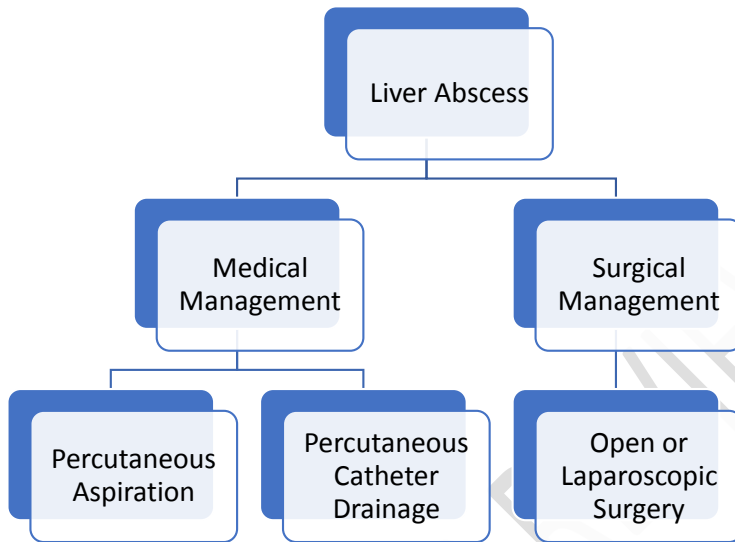 Liver Abscess
Medical
Management
Surgical
Management
Percutaneous
Aspiration
Percutaneous
Catheter
Drainage
Open or
Laparoscopic
Surgery